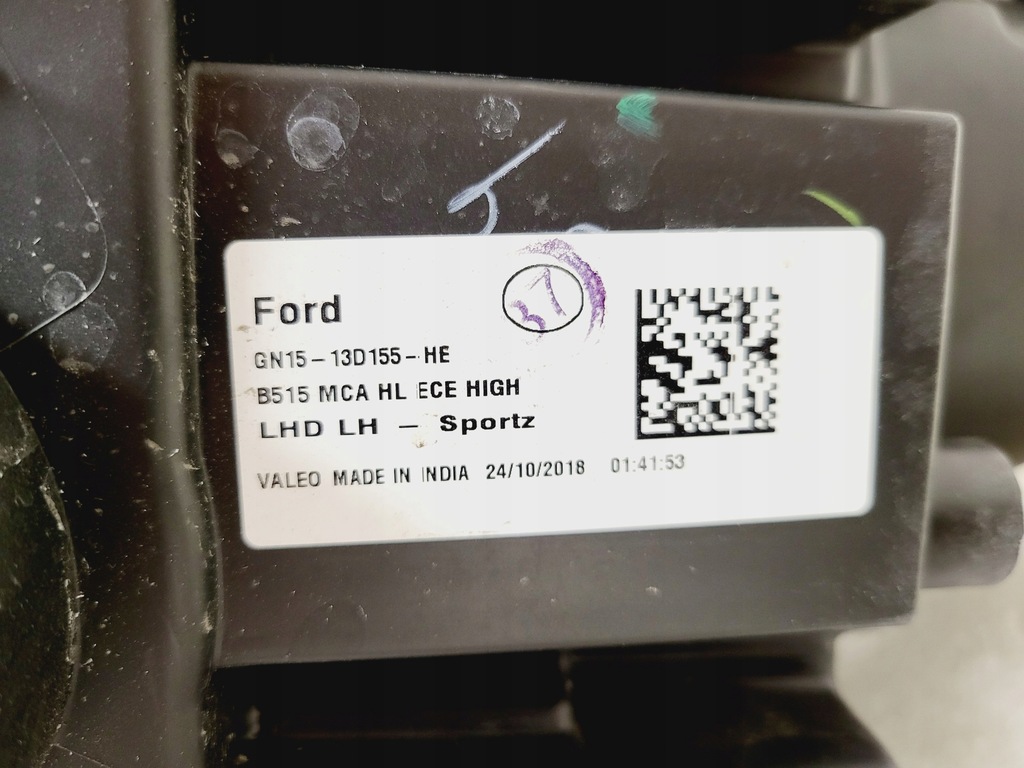 Ford
GN15-13D155-HE
B515 MCA HL ECE HIGH
LHD LH - Sportz
VALEO MADE IN INDIA 24/10/2018 01:41:53